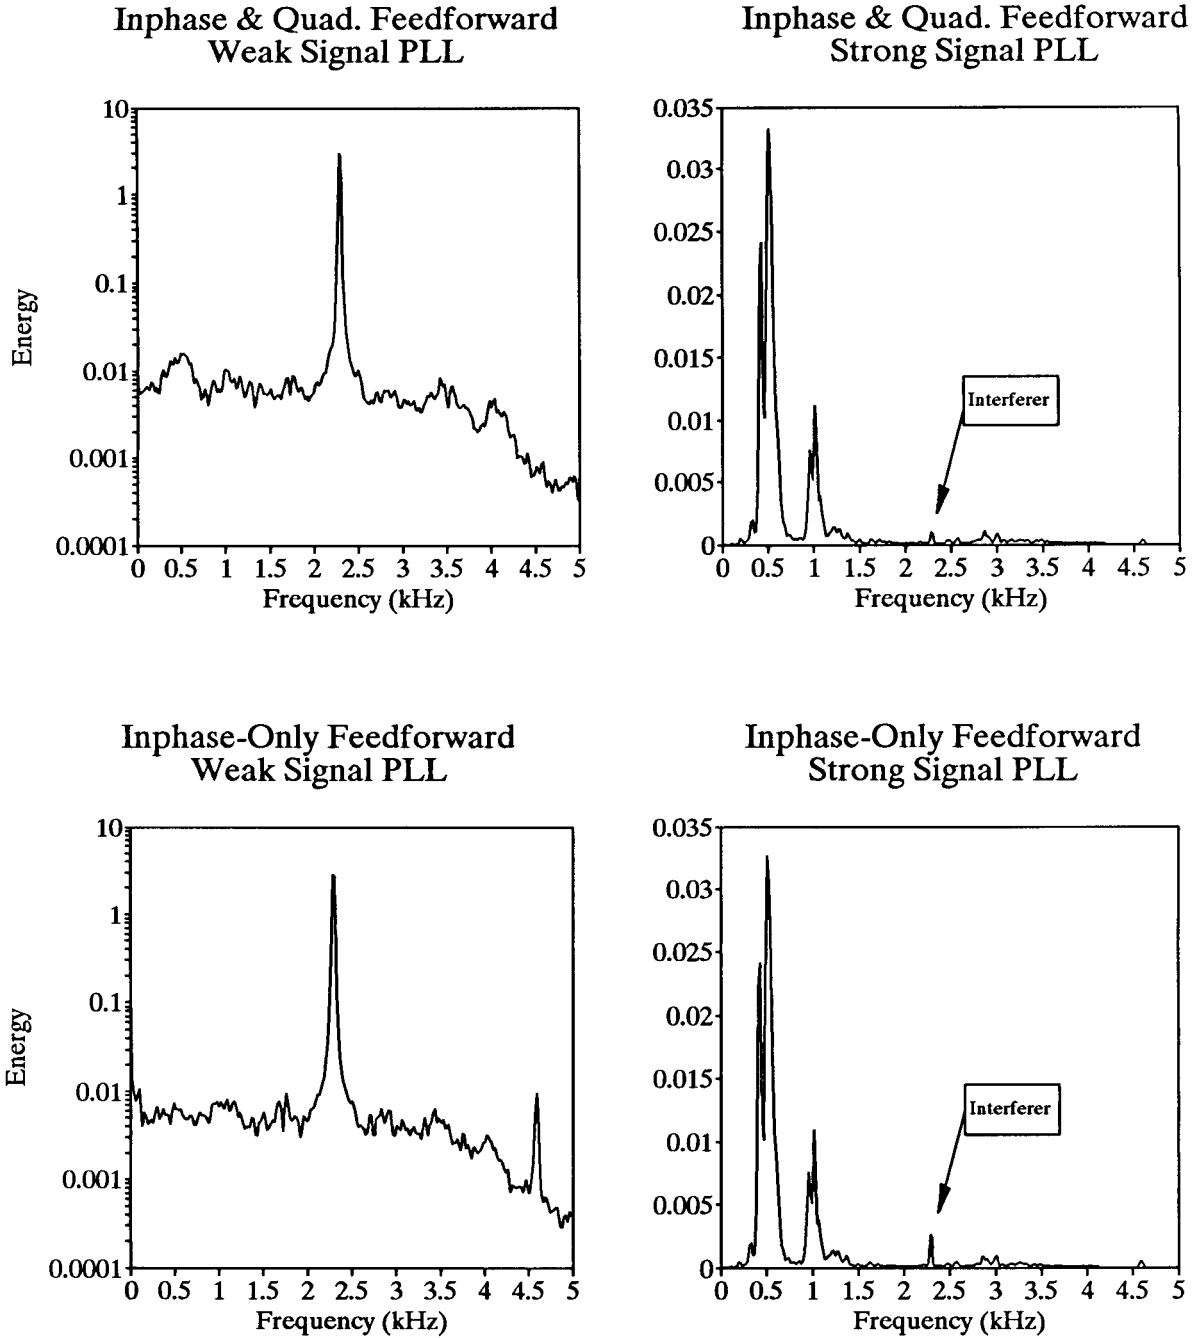 Inphase & Quad. Feedforward
Weak Signal PLL
10
1
0.1
0.01
0.001
0.0001
Energy
0 0.5 1 1.5 2 2.5 3 3.5 4 4.5 5
Frequency (kHz)
Inphase & Quad. Feedforward
Strong Signal PLL
0.035
0.03
0.025
0.02
0.015
0.01
0.005
0
Interferer
0 0.5 1 1.5 2 2.5 3 3.5 4 4.5 5
Frequency (kHz)
Inphase-Only Feedforward
Weak Signal PLL
10
1
0.1
0.01
0.001
0.0001
Energy
0 0.5 1 1.5 2 2.5 3 3.5 4 4.5 5
Frequency (kHz)
Inphase-Only Feedforward
Strong Signal PLL
0.035
0.03
0.025
0.02
0.015
0.01
0.005
0
Interferer
0 0.5 1 1.5 2 2.5 3 3.5 4 4.5 5
Frequency (kHz)